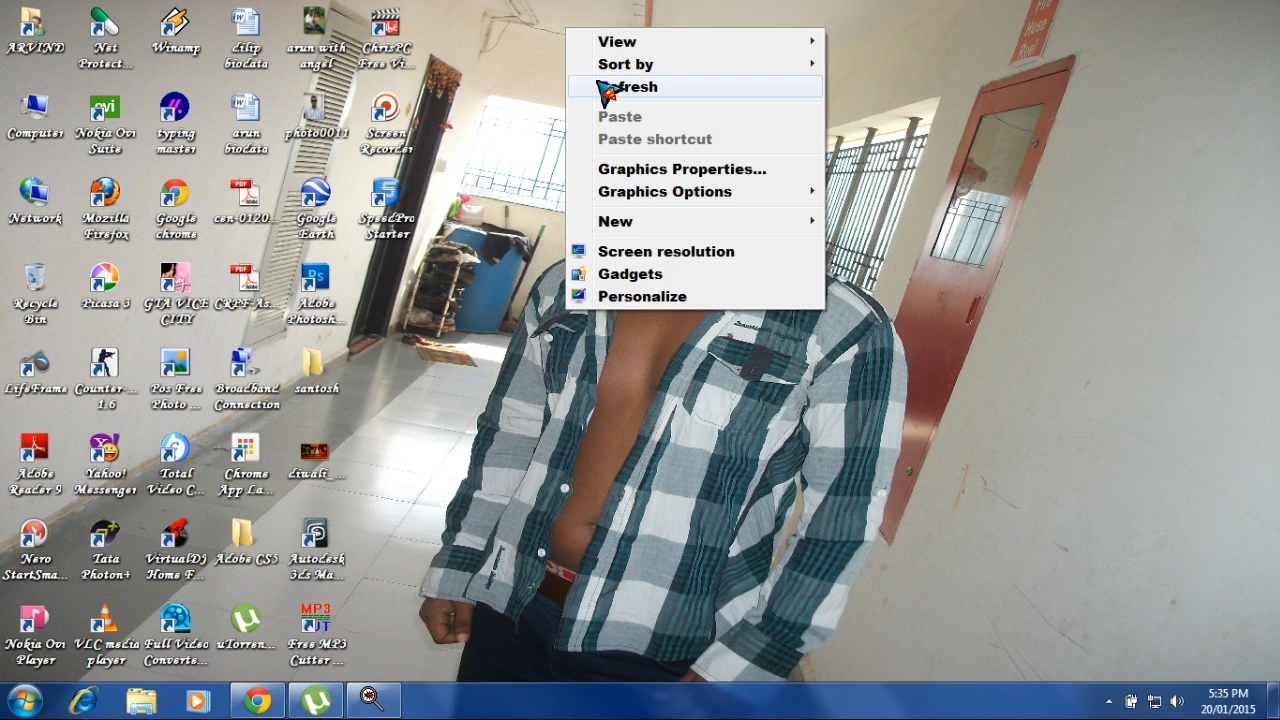 ARVIND
Net
Protect...
Winamp
dilip
biodata
arun with
angel
ChrisPC
Free Vi...
Computer
Nokia Ovi
Suite
typing
master
arun
biodata
photo0011
Screen
Recorder
Network
Mozilla
Firefox
Google
chrome
cen-0120...
Google
Earth
SpeedPro
Starter
Recycle
Bin
Picasa 3
GTA VICE
CITY
CRPF-As...
Adobe
Photosh...
LifeFrame
Counter-...
1.6
Pos Free
Photo ...
Broadband
Connection
santosh
Adobe
Reader 9
Yahoo!
Messenger
Total
Video C...
Chrome
App La...
diwali_...
Nero
StartSma...
Tata
Photon+
VirtualDJ
Home F...
Adobe CS5
Autodesk
3ds Ma...
Nokia Ovi
Player
VLC media
player
Full Video
Converte...
uTorren...
Free MP3
Cutter ...
View
Sort by
Refresh
Paste
Paste shortcut
Graphics Properties...
Graphics Options
New
Screen resolution
Gadgets
Personalize
Fire
Hose
Reel
5:35 PM
20/01/2015